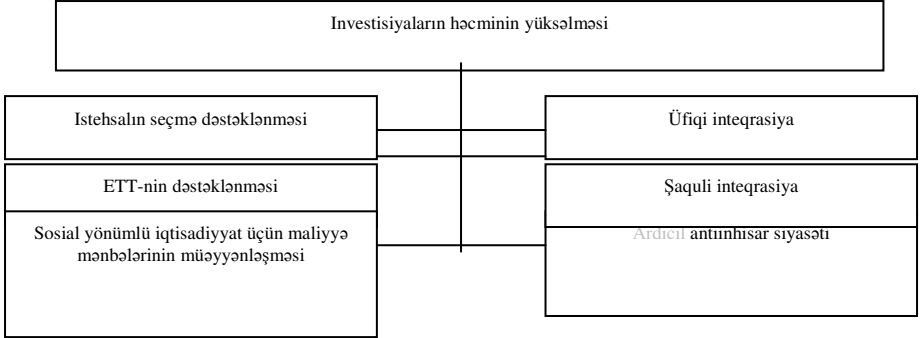 Investisiyaların həcminin yüksəlməsi
Istehsalın seçmə dəstəklənməsi
Üfiqi inteqrasiya
ETT-nin dəstəklənməsi
Şaquli inteqrasiya
Sosial yönümlü iqtisadiyyat üçün maliyyə
mənbələrinin müəyyənləşməsi
Ardıcıl antiinhisar siyasəti